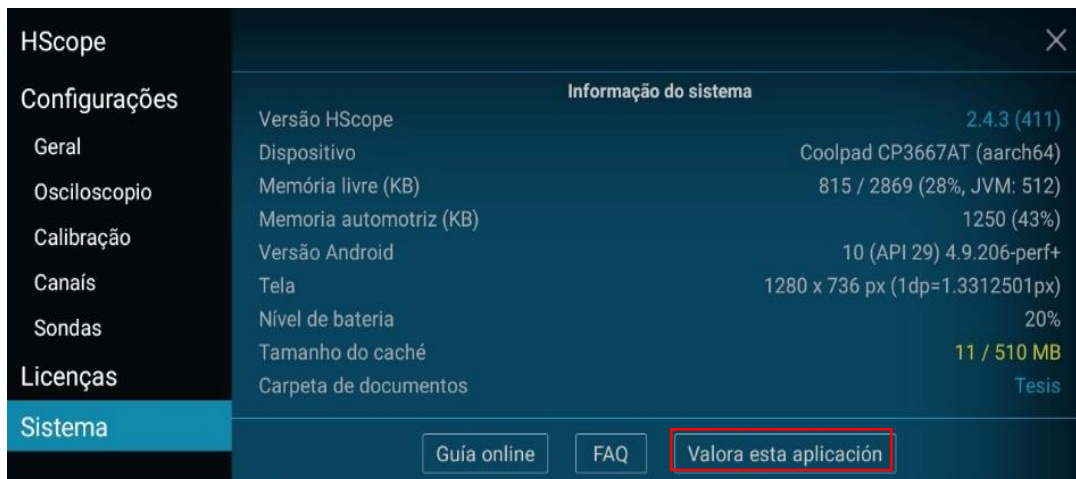 HScope
Configurações
Geral
Osciloscopio
Calibração
Canaís
Sondas
Licenças
Sistema
Informação do sistema
Versão HScope 2.4.3 (411)
Dispositivo Coolpad CP3667AT (aarch64)
Memória livre (KB) 815 / 2869 (28%, JVM: 512)
Memoria automotriz (KB) 1250 (43%)
Versão Android 10 (API 29) 4.9.206-perf+
Tela 1280 x 736 px (1dp=1.3312501px)
Nível de bateria 20%
Tamanho do caché 11 / 510 MB
Carpeta de documentos Tesis
Guía online FAQ Valora esta aplicación